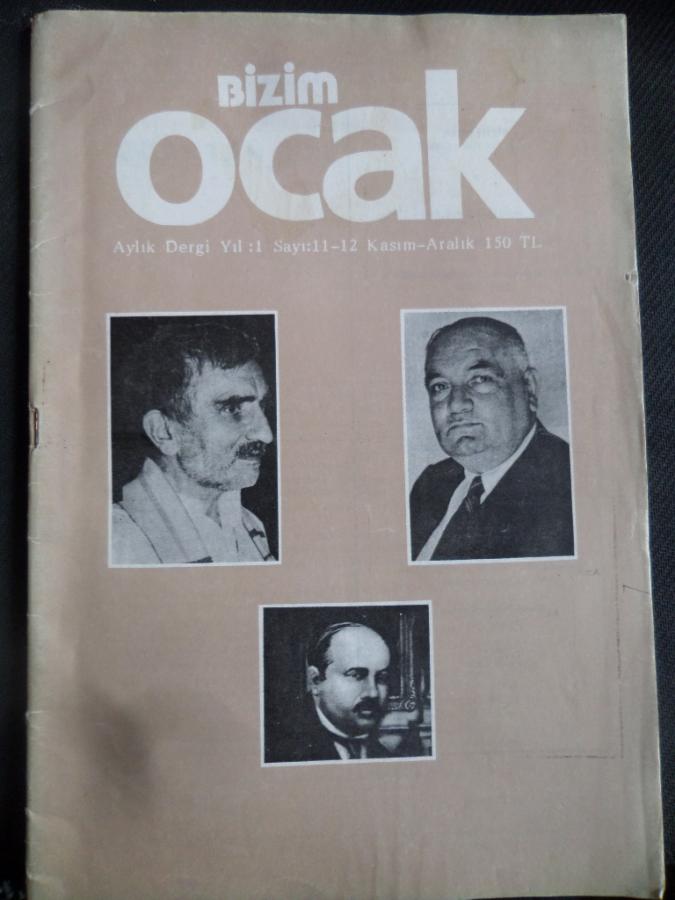 Bizim
ocak
Aylık Dergi Yıl :1 Sayı:11-12 Kasım-Aralık 150 TL